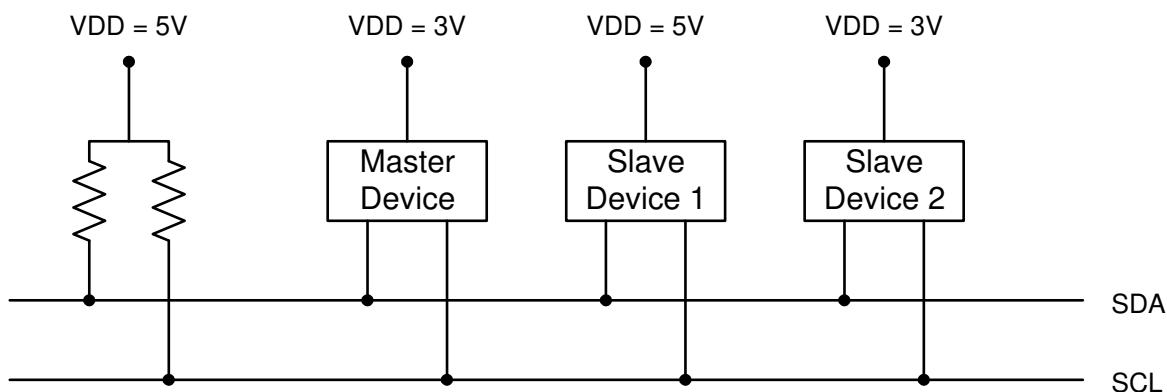 VDD = 5V
VDD = 3V
VDD = 5V
VDD = 3V
Master
Device
Slave
Device 1
Slave
Device 2
SDA
SCL